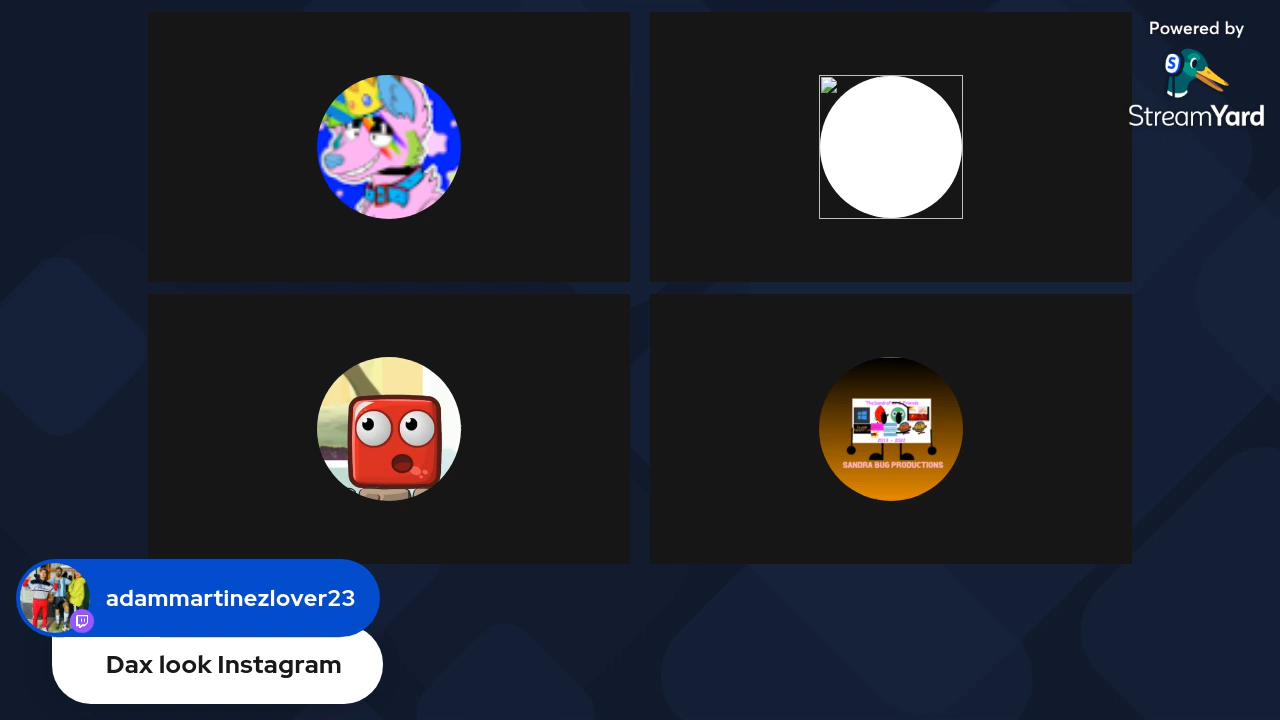 Powered by
S
StreamYard
SANDRA BUG PRODUCTIONS
adammartinezlover23
Dax look Instagram